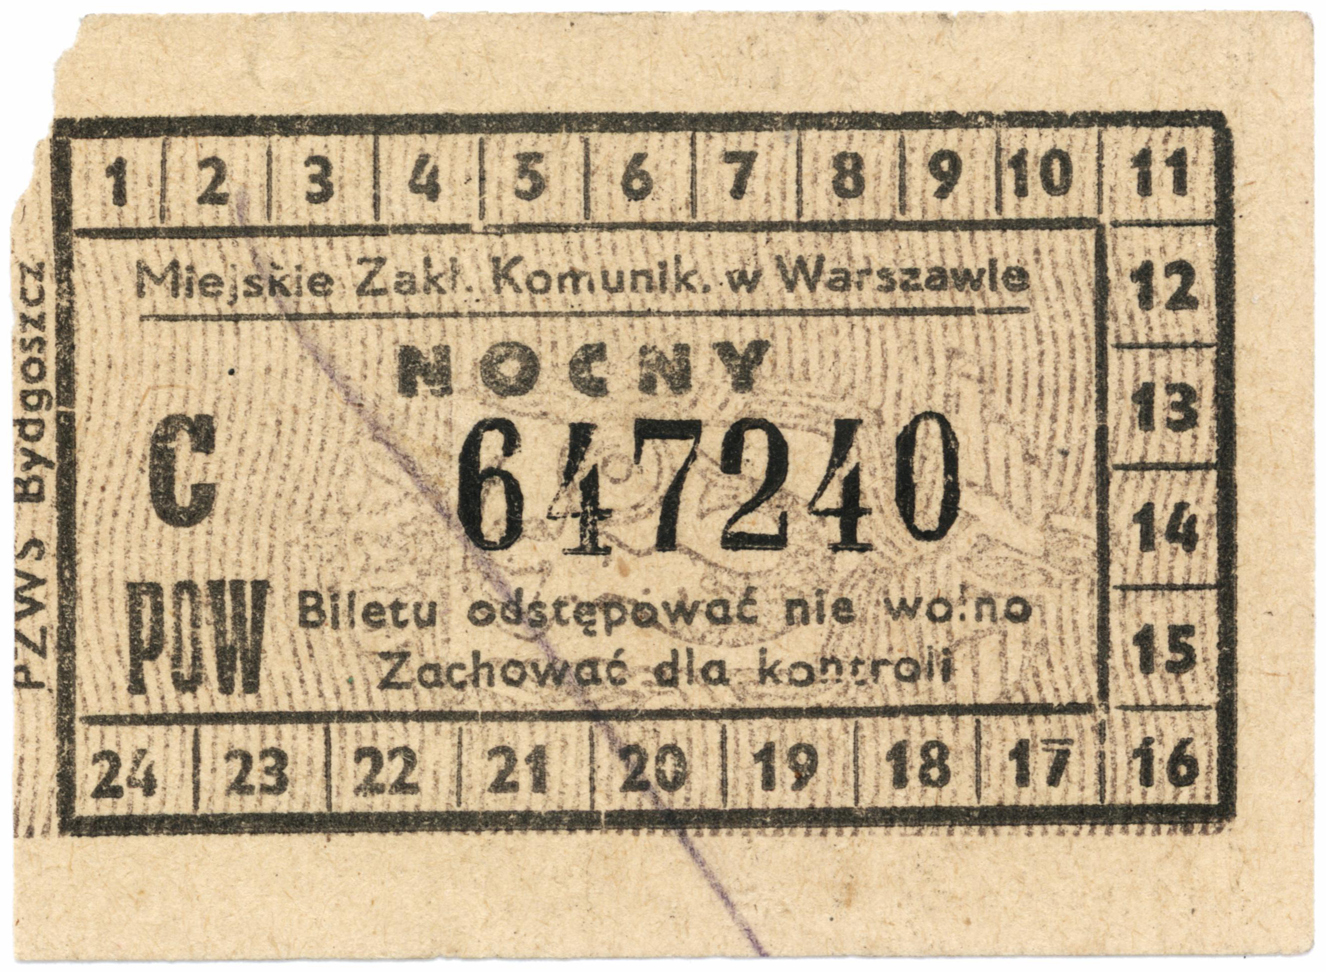 1 2 3 4 5 6 7 8 9 10 11
12
13
14
15
16
24 23 22 21 20 19 18 17
Miejskie Zakł. Komunik. w Warszawie
NOCNY
C 647240
POW
Biletu odstępować nie wolno
Zachować dla kontroli
PZWS Bydgoszcz